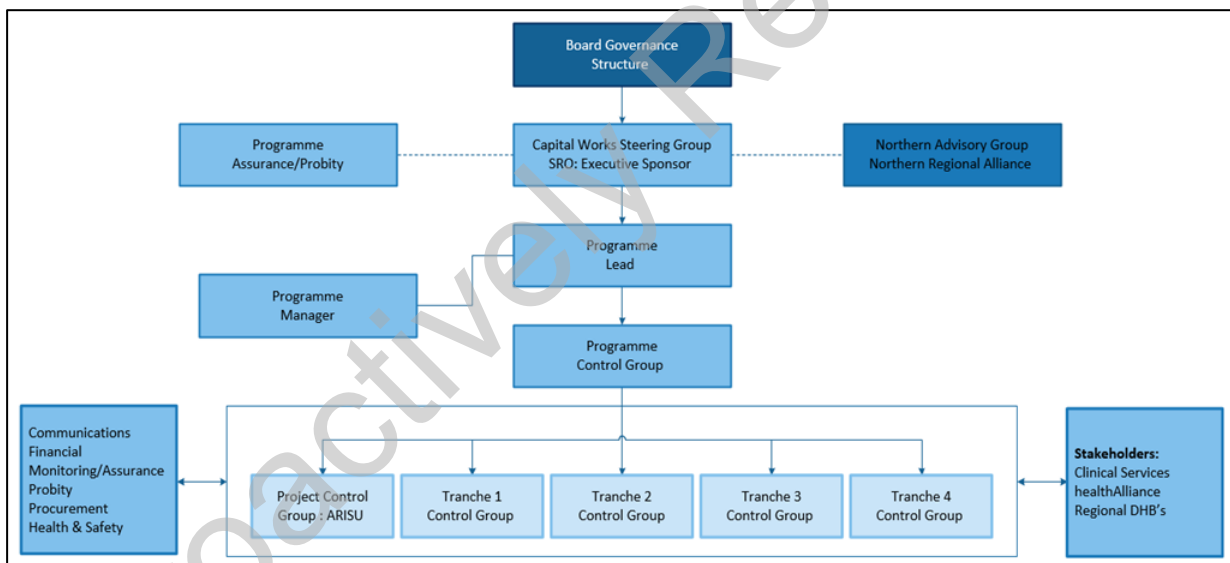 Board Governance
Structure
Programme
Assurance/Probity
Capital Works Steering Group
SRO: Executive Sponsor
Northern Advisory Group
Northern Regional Alliance
Programme
Lead
Programme
Manager
Programme
Control Group
Communications
Financial
Monitoring/Assurance
Probity
Procurement
Health & Safety
Project Control
Group : ARISU
Tranche 1
Control Group
Tranche 2
Control Group
Tranche 3
Control Group
Tranche 4
Control Group
Stakeholders:
Clinical Services
healthAlliance
Regional DHB's
oactively Re